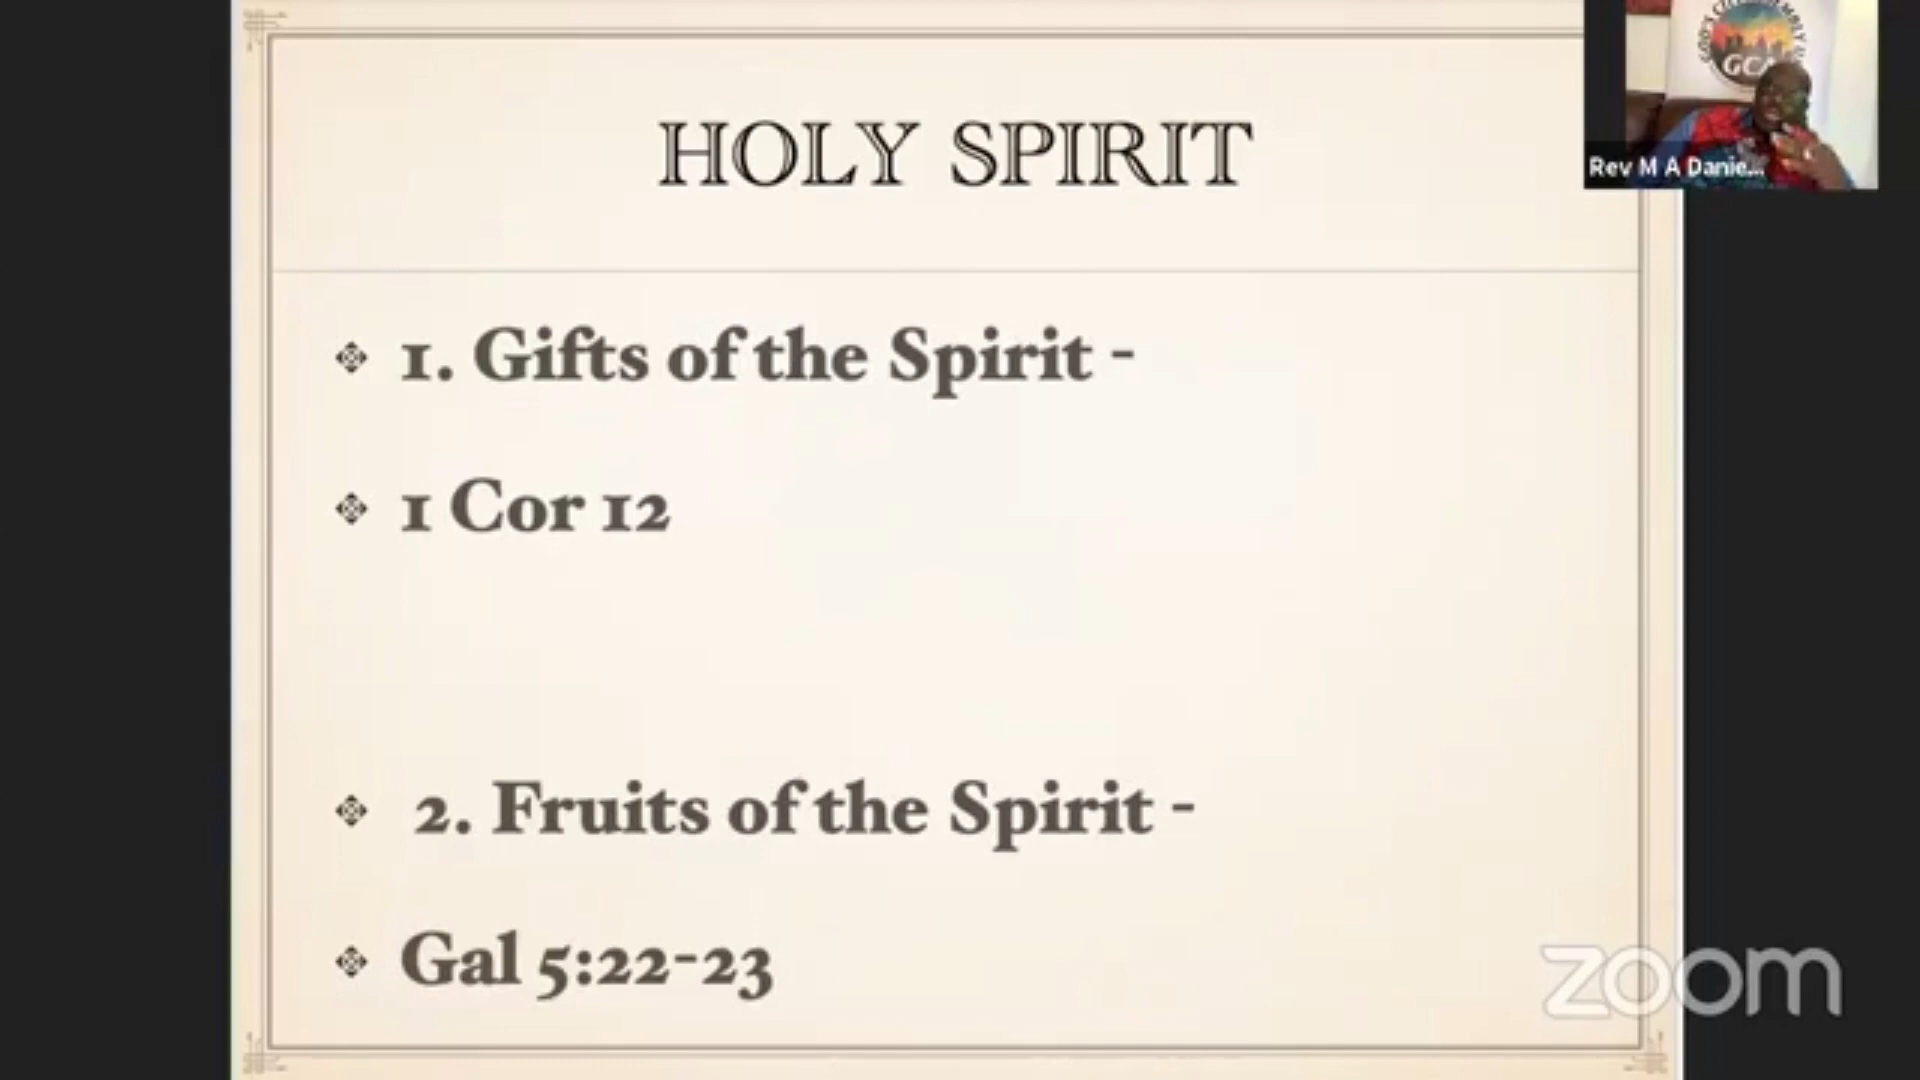 HOLY SPIRIT
1. Gifts of the Spirit -
1 Cor 12
2. Fruits of the Spirit -
Gal 5:22-23
GCA
Rev M A Danie...
zoom